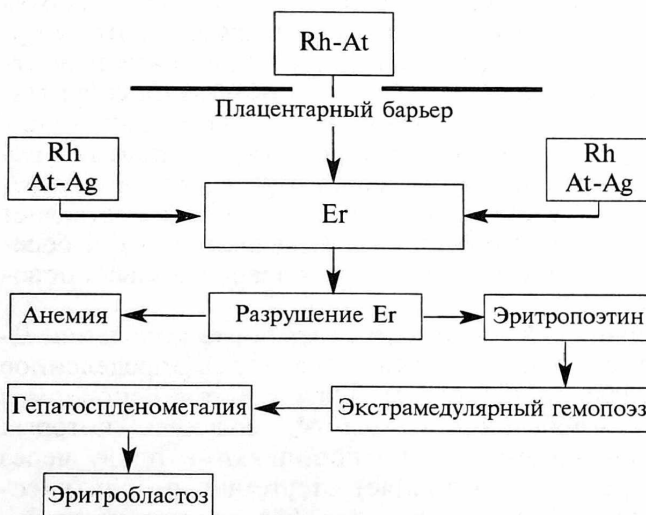 Rh-At
Плацентарный барьер
Rh
At-Ag
Rh
At-Ag
Er
Анемия
Разрушение Er
Эритропоэтин
Гепатоспленомегалия
Экстрамедулярный гемопоэз
Эритробластоз